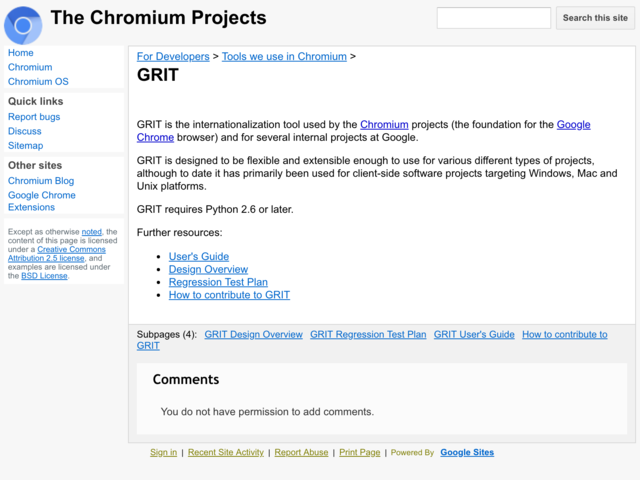 The Chromium Projects
Search this site
Home
Chromium
Chromium OS
Quick links
Report bugs
Discuss
Sitemap
Other sites
Chromium Blog
Google Chrome
Extensions
Except as otherwise noted, the
content of this page is licensed
under a Creative Commons
Attribution 2.5 license, and
examples are licensed under
the BSD License.
For Developers > Tools we use in Chromium >
GRIT
GRIT is the internationalization tool used by the Chromium projects (the foundation for the Google
Chrome browser) and for several internal projects at Google.
GRIT is designed to be flexible and extensible enough to use for various different types of projects,
although to date it has primarily been used for client-side software projects targeting Windows, Mac and
Unix platforms.
GRIT requires Python 2.6 or later.
Further resources:
• User's Guide
• Design Overview
• Regression Test Plan
• How to contribute to GRIT
Subpages (4): GRIT Design Overview GRIT Regression Test Plan GRIT User's Guide How to contribute to
GRIT
Comments
You do not have permission to add comments.
Sign in | Recent Site Activity | Report Abuse | Print Page | Powered By Google Sites